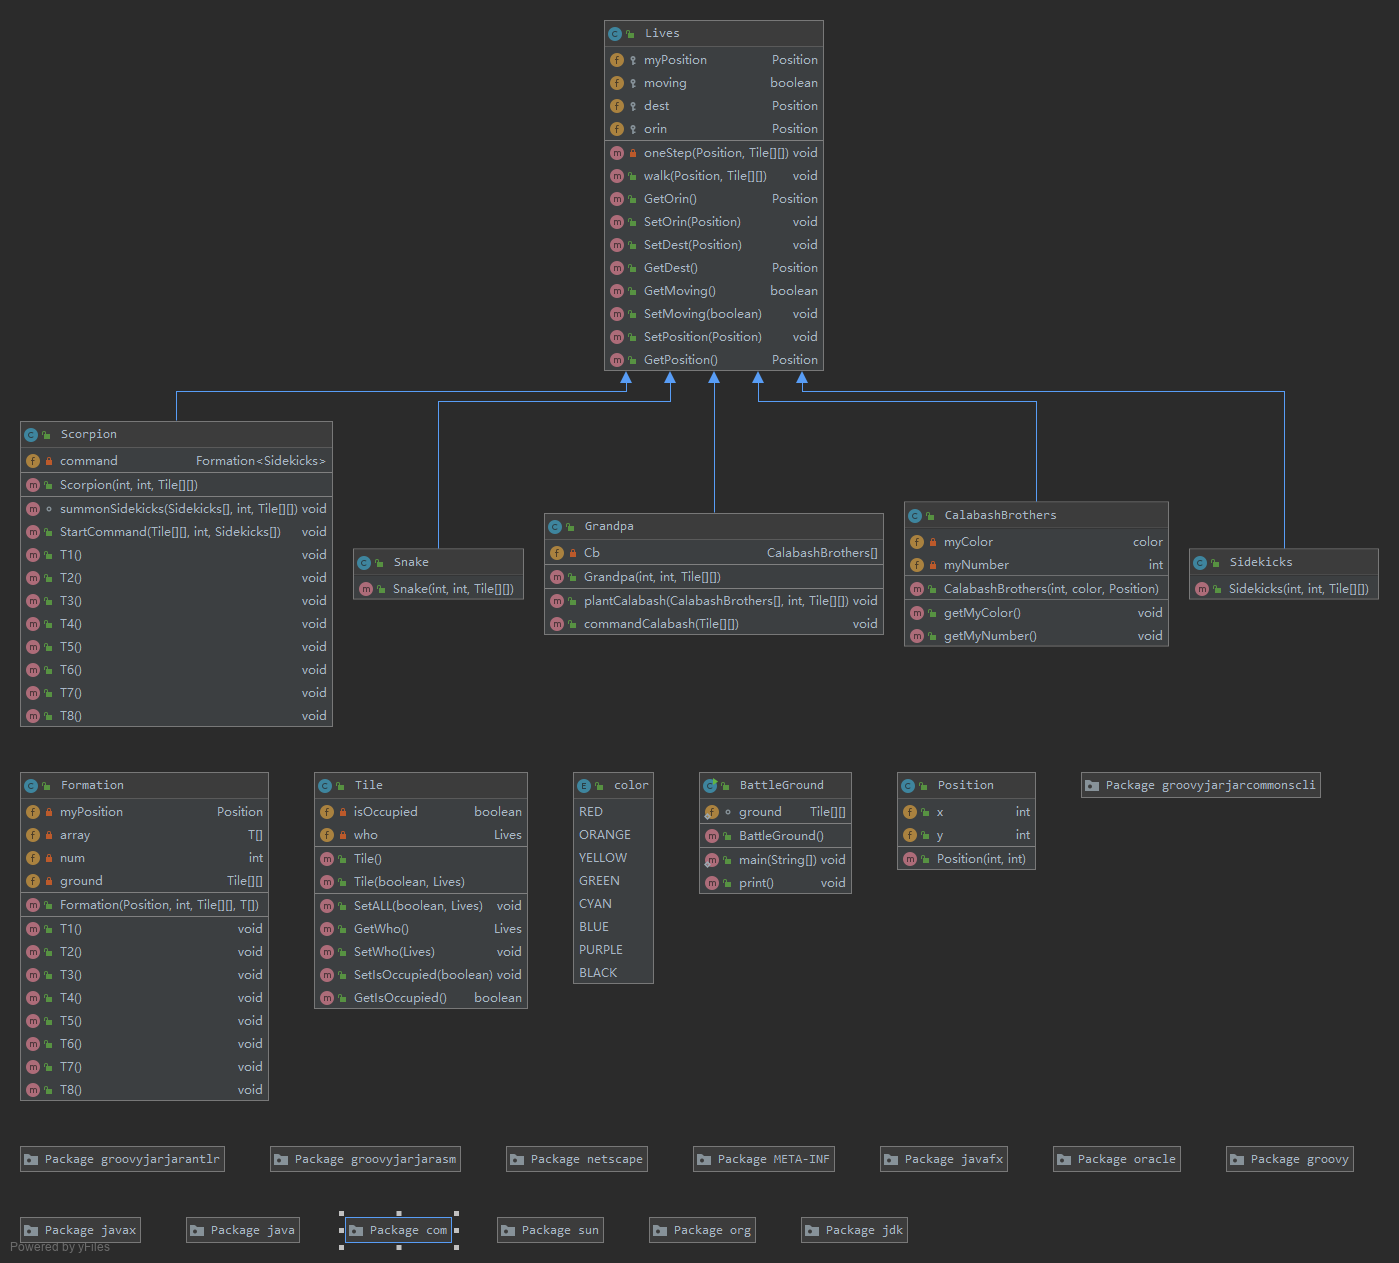 Lives
myPosition Position
moving boolean
dest Position
orin Position
oneStep(Position, Tile[][]) void
walk(Position, Tile[][]) void
GetOrin() Position
SetOrin(Position) void
SetDest(Position) void
GetDest() Position
GetMoving() boolean
SetMoving(boolean) void
SetPosition(Position) void
GetPosition() Position
Scorpion
command Formation<Sidekicks>
Scorpion(int, int, Tile[][])
summonSidekicks(Sidekicks[], int, Tile[][]) void
StartCommand(Tile[][], int, Sidekicks[]) void
T1() void
T2() void
T3() void
T4() void
T5() void
T6() void
T7() void
T8() void
Snake
Snake(int, int, Tile[][])
Grandpa
Cb CalabashBrothers[]
Grandpa(int, int, Tile[][])
plantCalabash(CalabashBrothers[], int, Tile[][]) void
commandCalabash(Tile[][]) void
CalabashBrothers
myColor color
myNumber int
CalabashBrothers(int, color, Position)
getMyColor() void
getMyNumber() void
Sidekicks
Sidekicks(int, int, Tile[][])
Formation
myPosition Position
array T[]
num int
ground Tile[][]
Formation(Position, int, Tile[][], T[])
T1() void
T2() void
T3() void
T4() void
T5() void
T6() void
T7() void
T8() void
Tile
isOccupied boolean
who Lives
Tile()
Tile(boolean, Lives)
SetALL(boolean, Lives) void
GetWho() Lives
SetWho(Lives) void
SetIsOccupied(boolean) void
GetIsOccupied() boolean
color
RED
ORANGE
YELLOW
GREEN
CYAN
BLUE
PURPLE
BLACK
BattleGround
ground Tile[][]
BattleGround()
main(String[]) void
print() void
Position
x int
y int
Position(int, int)
Package groovyjarjarcommonscli
Package groovyjarjarantlr
Package groovyjarjarasm
Package netscape
Package META-INF
Package javafx
Package oracle
Package groovy
Package javax
Package java
Package com
Package sun
Package org
Package jdk
Powered by yFiles